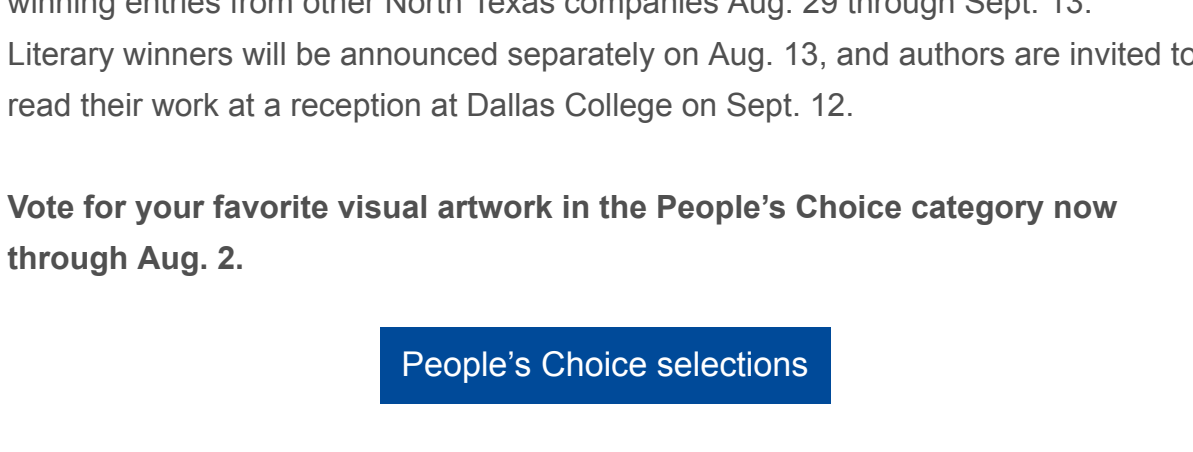 winning entries from other North Texas companies Aug. 29 through Sept. 13.
Literary winners will be announced separately on Aug. 13, and authors are invited to
read their work at a reception at Dallas College on Sept. 12.
Vote for your favorite visual artwork in the People’s Choice category now
through Aug. 2.
People’s Choice selections